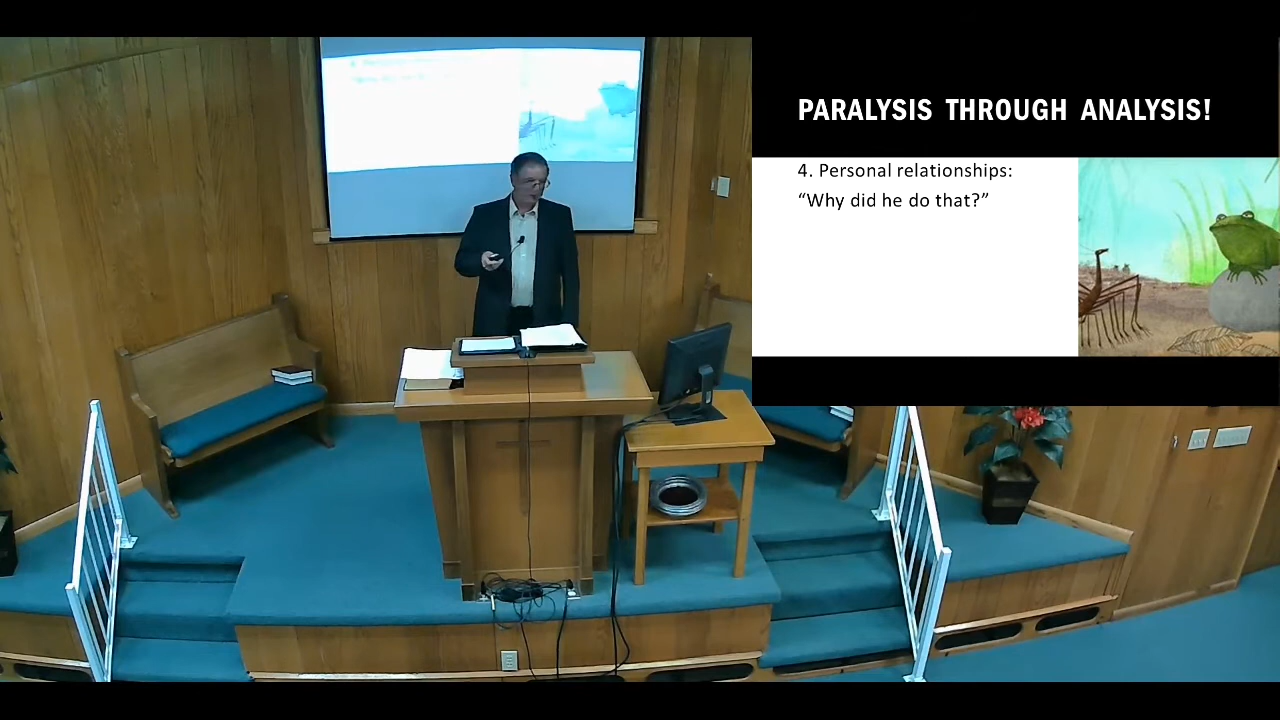 PARALYSIS THROUGH ANALYSIS!
4. Personal relationships:
“Why did he do that?”